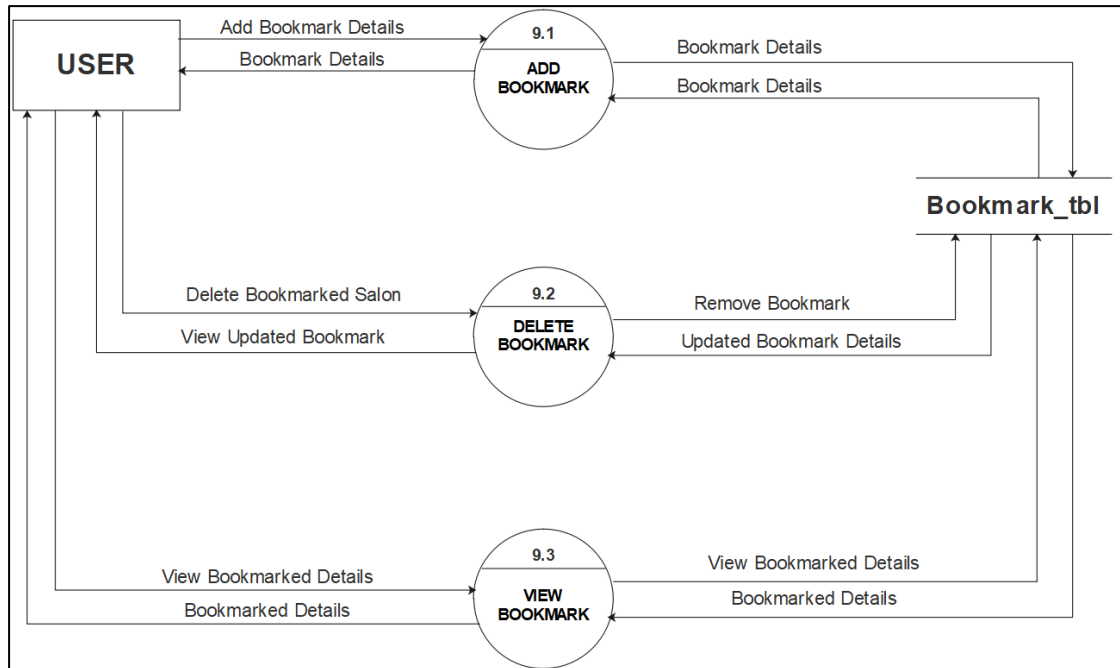 USER
Add Bookmark Details
Bookmark Details
9.1
ADD
BOOKMARK
Bookmark Details
Bookmark Details
Bookmark_tbl
Delete Bookmarked Salon
View Updated Bookmark
9.2
DELETE
BOOKMARK
Remove Bookmark
Updated Bookmark Details
View Bookmarked Details
Bookmarked Details
9.3
VIEW
BOOKMARK
View Bookmarked Details
Bookmarked Details